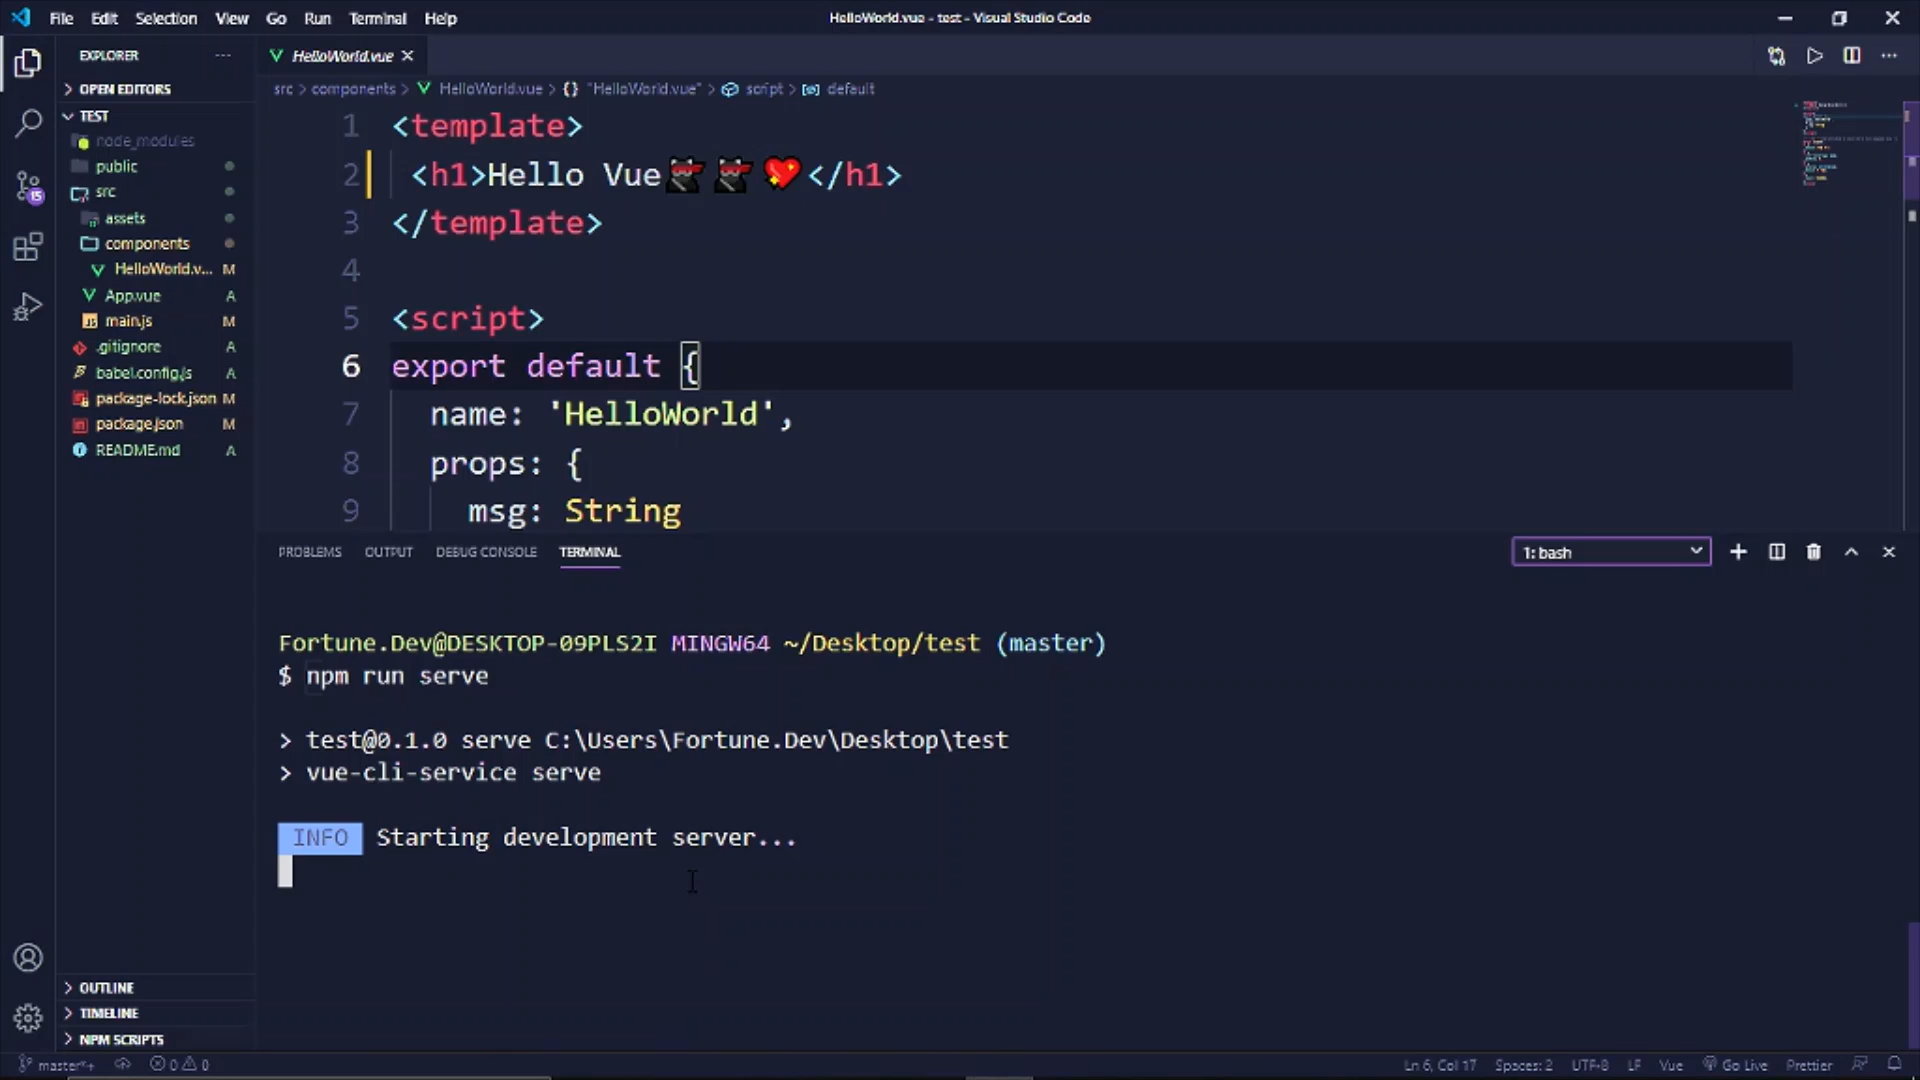 File Edit Selection View Go Run Terminal Help
HelloWorld.vue - test - Visual Studio Code
EXPLORER
OPEN EDITORS
TEST
node_modules
public
src
assets
components
HelloWorld.v... M
App.vue A
main.js M
.gitignore A
babel.config.js A
package-lock.json M
package.json M
README.md A
OUTLINE
TIMELINE
NPM SCRIPTS
15
HelloWorld.vue
src > components > HelloWorld.vue > {} "HelloWorld.vue" > script > default
1 <template>
2 <h1>Hello Vue🥷🥷💖</h1>
3 </template>
4
5 <script>
6 export default {
7 name: 'HelloWorld',
8 props: {
9 msg: String
PROBLEMS OUTPUT DEBUG CONSOLE TERMINAL
1: bash
Fortune.Dev@DESKTOP-09PLS2I MINGW64 ~/Desktop/test (master)
$ npm run serve
> test@0.1.0 serve C:\Users\Fortune.Dev\Desktop\test
> vue-cli-service serve
INFO Starting development server...
master*+ 0 0
Ln 6, Col 17 Spaces: 2 UTF-8 LF Vue Go Live Prettier